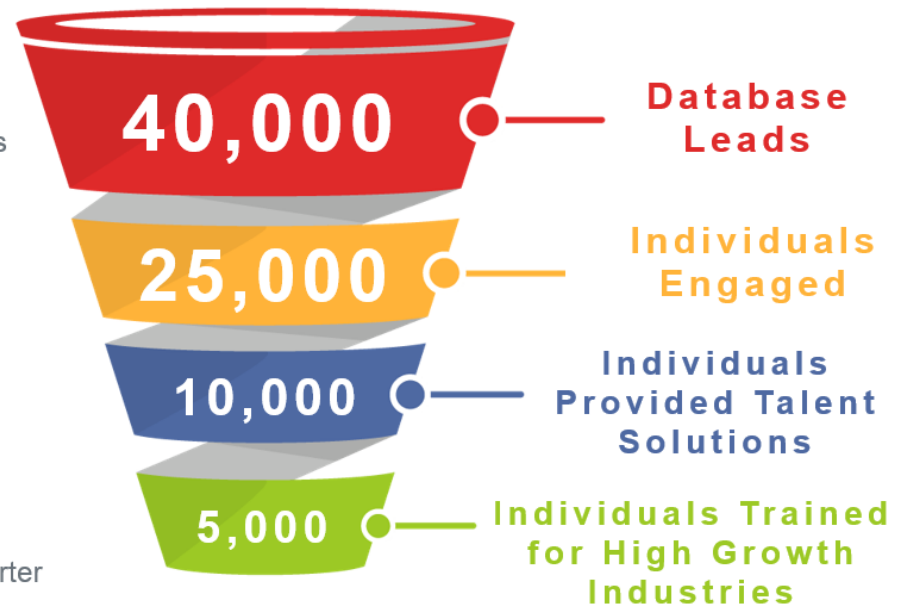 40,000
Database
Leads
s
25,000
Individuals
Engaged
10,000
Individuals
Provided Talent
Solutions
5,000
Individuals Trained
for High Growth
Industries
rter